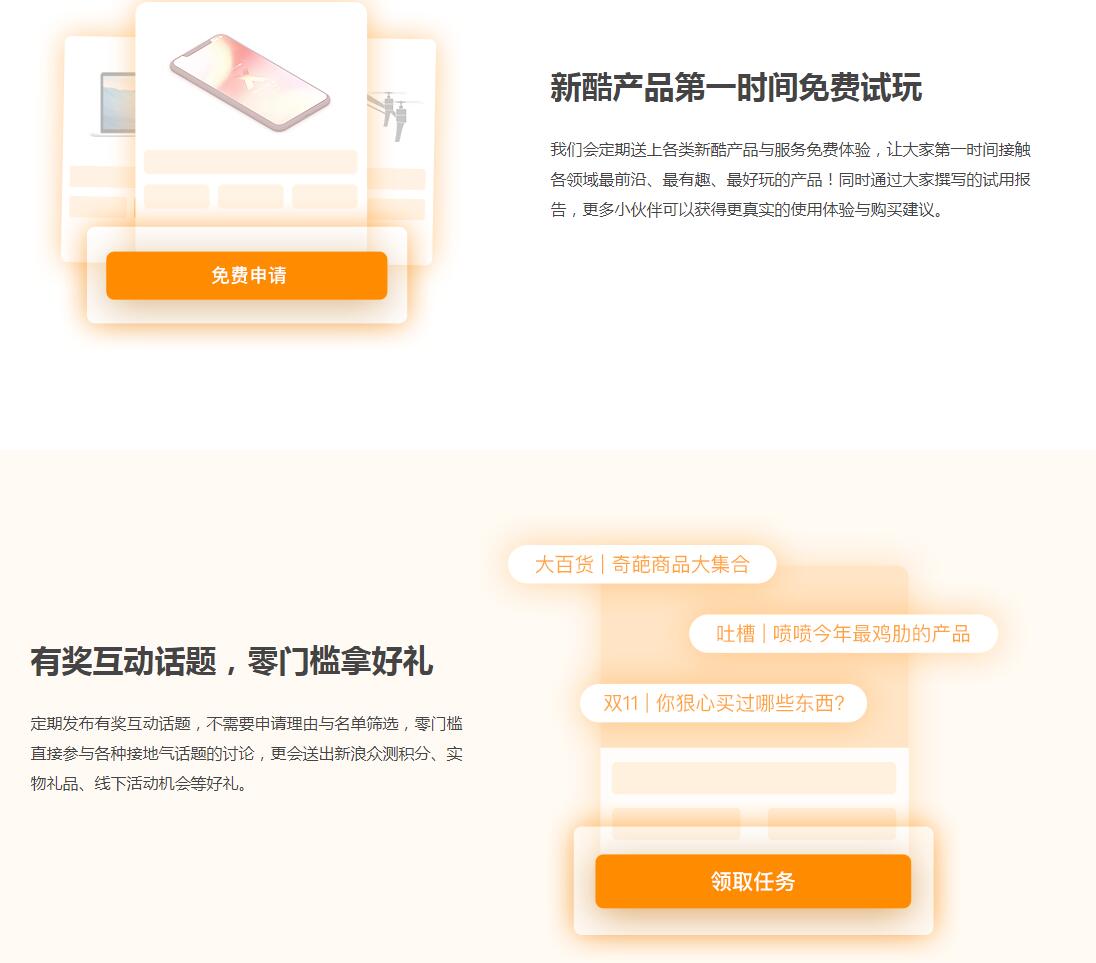 新酷产品第一时间免费试玩
我们会定期送上各类新酷产品与服务免费体验，让大家第一时间接触
各领域最前沿、最有趣、最好玩的产品！同时通过大家撰写的试用报
告，更多小伙伴可以获得更真实的使用体验与购买建议。
免费申请
大百货 | 奇葩商品大集合
吐槽 | 喷喷今年最鸡肋的产品
双11 | 你狠心买过哪些东西?
有奖互动话题，零门槛拿好礼
定期发布有奖互动话题，不需要申请理由与名单筛选，零门槛
直接参与各种接地气话题的讨论，更会送出新浪众测积分、实
物礼品、线下活动机会等好礼。
领取任务